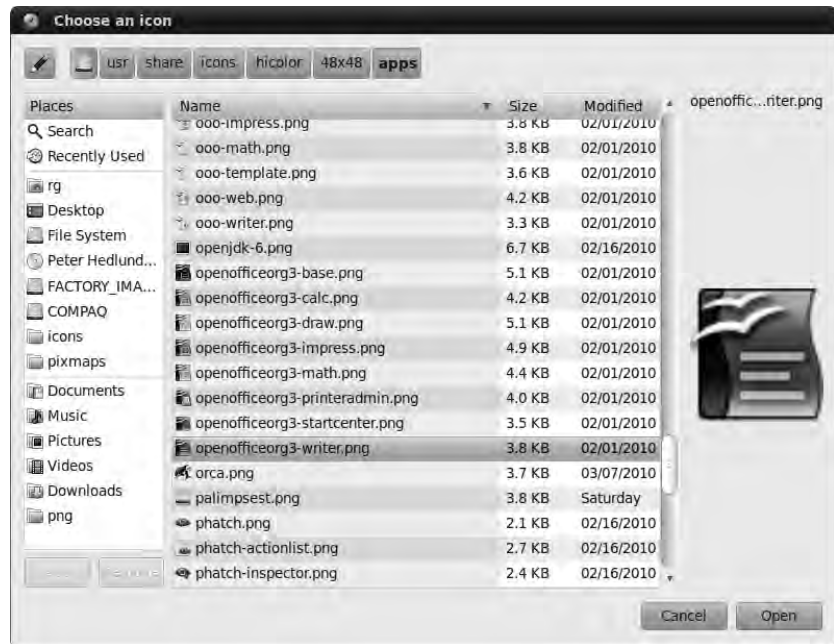 Choose an icon
usr share icons hicolor 48x48 apps
Places
Search
Recently Used
rg
Desktop
File System
Peter Hedlund...
FACTORY_IMA...
COMPAQ
icons
pixmaps
Documents
Music
Pictures
Videos
Downloads
png
Name Size Modified
ooo-impress.png 3.8 KB 02/01/2010
ooo-math.png 3.8 KB 02/01/2010
ooo-template.png 3.6 KB 02/01/2010
ooo-web.png 4.2 KB 02/01/2010
ooo-writer.png 3.3 KB 02/01/2010
openjdk-6.png 6.7 KB 02/16/2010
openofficeorg3-base.png 5.1 KB 02/01/2010
openofficeorg3-calc.png 4.2 KB 02/01/2010
openofficeorg3-draw.png 5.1 KB 02/01/2010
openofficeorg3-impress.png 4.9 KB 02/01/2010
openofficeorg3-math.png 4.4 KB 02/01/2010
openofficeorg3-printeradmin.png 4.0 KB 02/01/2010
openofficeorg3-startcenter.png 3.5 KB 02/01/2010
openofficeorg3-writer.png 3.8 KB 02/01/2010
orca.png 3.7 KB 03/07/2010
palimpsest.png 3.8 KB Saturday
phatch.png 2.1 KB 02/16/2010
phatch-actionlist.png 2.7 KB 02/16/2010
phatch-inspector.png 2.4 KB 02/16/2010
openoffic...riter.png
Cancel Open